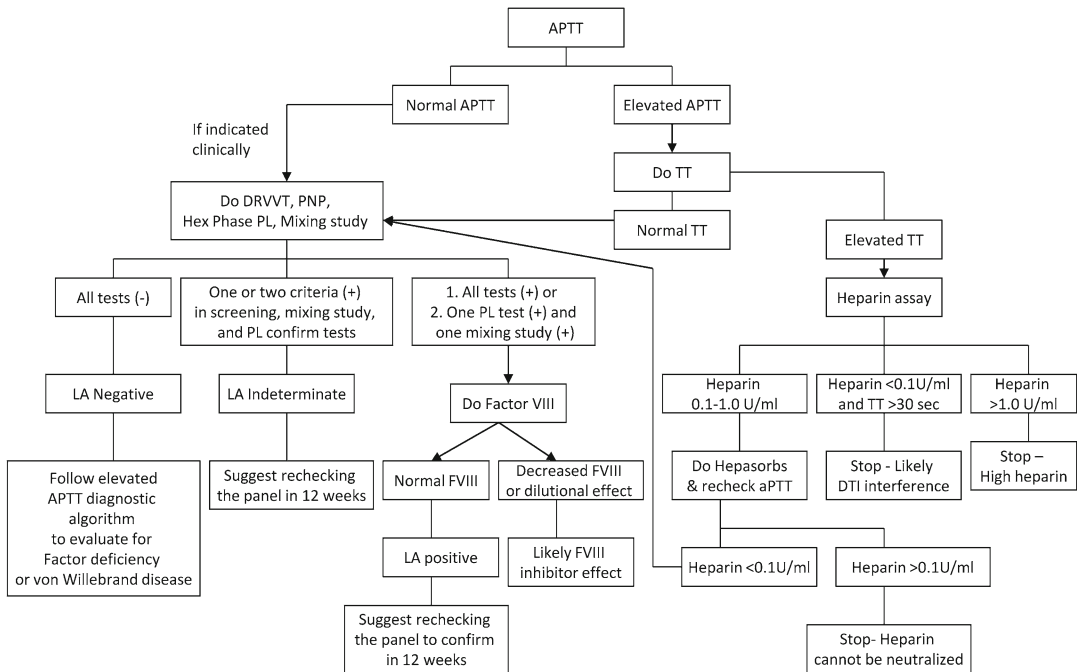 APTT
Normal APTT
Elevated APTT
If indicated
clinically
Do TT
Do DRVVT, PNP,
Hex Phase PL, Mixing study
Normal TT
Elevated TT
All tests (-)
One or two criteria (+)
in screening, mixing study,
and PL confirm tests
1. All tests (+) or
2. One PL test (+) and
one mixing study (+)
Heparin assay
LA Negative
LA Indeterminate
Do Factor VIII
Heparin
0.1-1.0 U/ml
Heparin <0.1U/ml
and TT >30 sec
Heparin
>1.0 U/ml
Follow elevated
APTT diagnostic
algorithm
to evaluate for
Factor deficiency
or von Willebrand disease
Suggest rechecking
the panel in 12 weeks
Normal FVIII
Decreased FVIII
or dilutional effect
Do Hepasorbs
& recheck aPTT
Stop - Likely
DTI interference
Stop –
High heparin
LA positive
Likely FVIII
inhibitor effect
Heparin <0.1U/ml
Heparin >0.1U/ml
Suggest rechecking
the panel to confirm
in 12 weeks
Stop- Heparin
cannot be neutralized